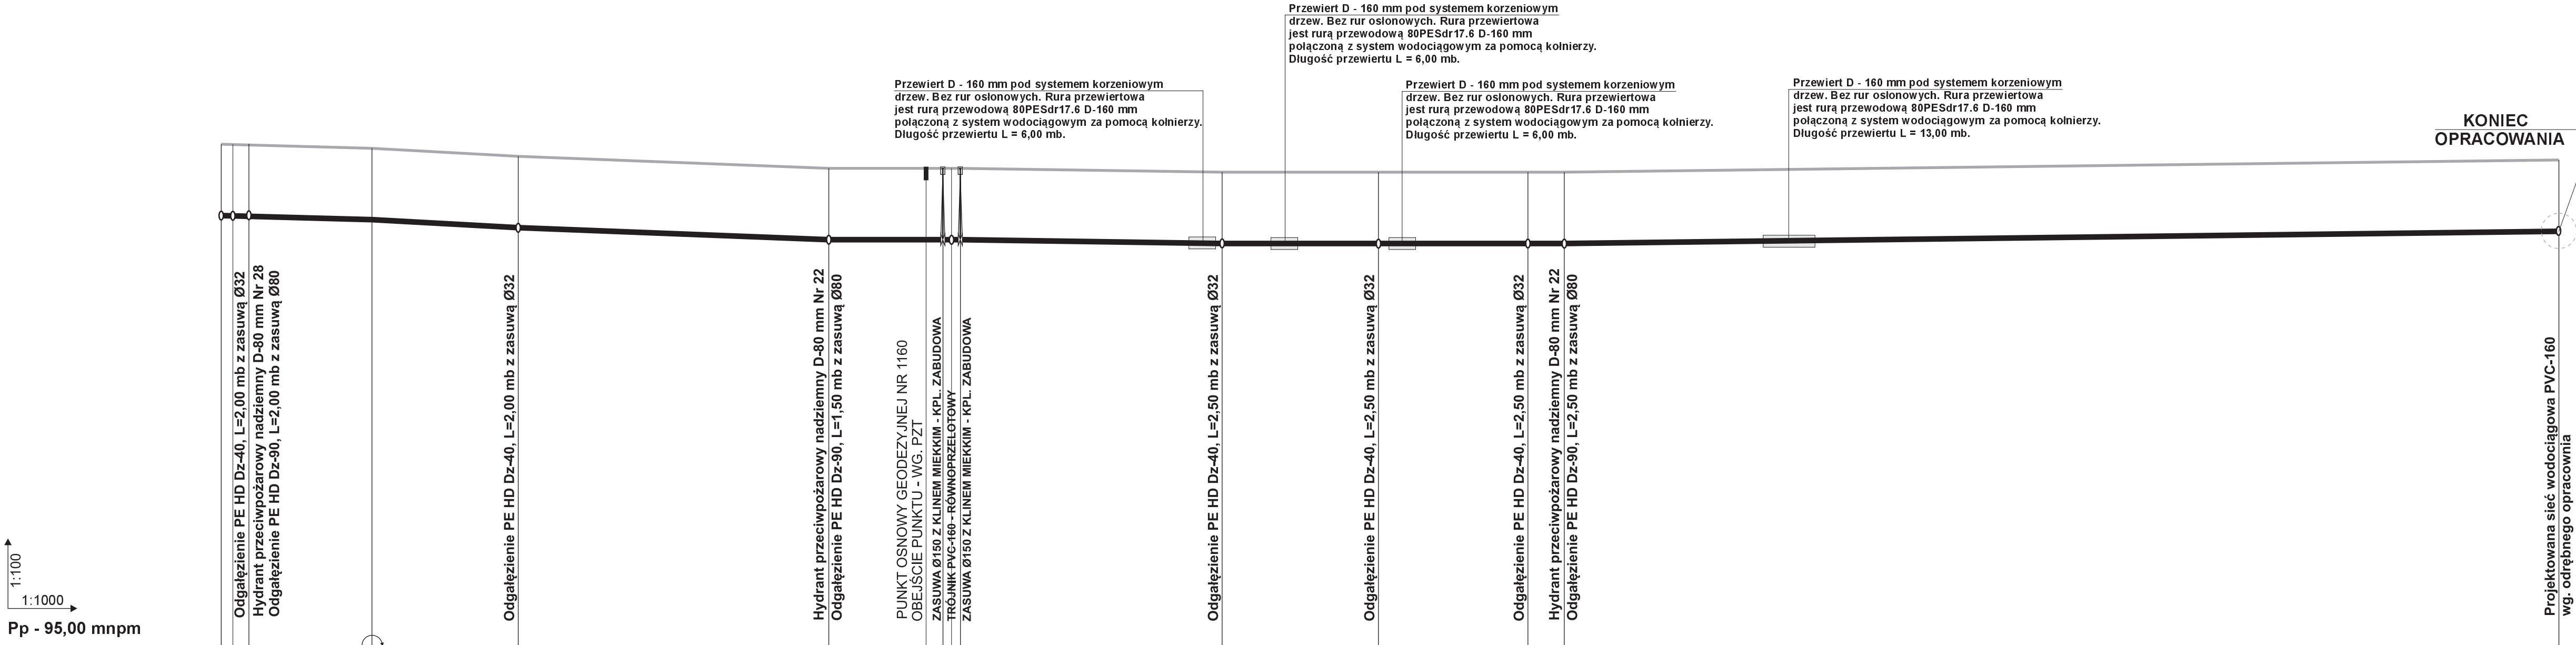 Przewiert D - 160 mm pod systemem korzeniowym
drzew. Bez rur osłonowych. Rura przewiertowa
jest rurą przewodową 80PESdr17.6 D-160 mm
połączoną z system wodociągowym za pomocą kołnierzy.
Długość przewiertu L = 6,00 mb.
Przewiert D - 160 mm pod systemem korzeniowym
drzew. Bez rur osłonowych. Rura przewiertowa
jest rurą przewodową 80PESdr17.6 D-160 mm
połączoną z system wodociągowym za pomocą kołnierzy.
Długość przewiertu L = 6,00 mb.
Przewiert D - 160 mm pod systemem korzeniowym
drzew. Bez rur osłonowych. Rura przewiertowa
jest rurą przewodową 80PESdr17.6 D-160 mm
połączoną z system wodociągowym za pomocą kołnierzy.
Długość przewiertu L = 6,00 mb.
Przewiert D - 160 mm pod systemem korzeniowym
drzew. Bez rur osłonowych. Rura przewiertowa
jest rurą przewodową 80PESdr17.6 D-160 mm
połączoną z system wodociągowym za pomocą kołnierzy.
Długość przewiertu L = 13,00 mb.
KONIEC
OPRACOWANIA
Odgałęzienie PE HD Dz-40, L=2,00 mb z zasuwą Ø32
Hydrant przeciwpożarowy nadziemny D-80 mm Nr 28
Odgałęzienie PE HD Dz-90, L=2,00 mb z zasuwą Ø80
Odgałęzienie PE HD Dz-40, L=2,00 mb z zasuwą Ø32
Hydrant przeciwpożarowy nadziemny D-80 mm Nr 22
Odgałęzienie PE HD Dz-90, L=1,50 mb z zasuwą Ø80
PUNKT OSNOWY GEODEZYJNEJ NR 1160
OBEJŚCIE PUNKTU - WG. PZT
ZASUWA Ø150 Z KLINEM MIEKKIM - KPL. ZABUDOWA
TRÓJNIK PVC-160 - RÓWNOPRZELOTOWY
ZASUWA Ø150 Z KLINEM MIEKKIM - KPL. ZABUDOWA
Odgałęzienie PE HD Dz-40, L=2,50 mb z zasuwą Ø32
Odgałęzienie PE HD Dz-40, L=2,50 mb z zasuwą Ø32
Odgałęzienie PE HD Dz-40, L=2,50 mb z zasuwą Ø32
Hydrant przeciwpożarowy nadziemny D-80 mm Nr 22
Odgałęzienie PE HD Dz-90, L=2,50 mb z zasuwą Ø80
Projektowana sieć wodociągowa PVC-160
wg. odrębnego opracownia
1:100
1:1000
Pp - 95,00 mnpm